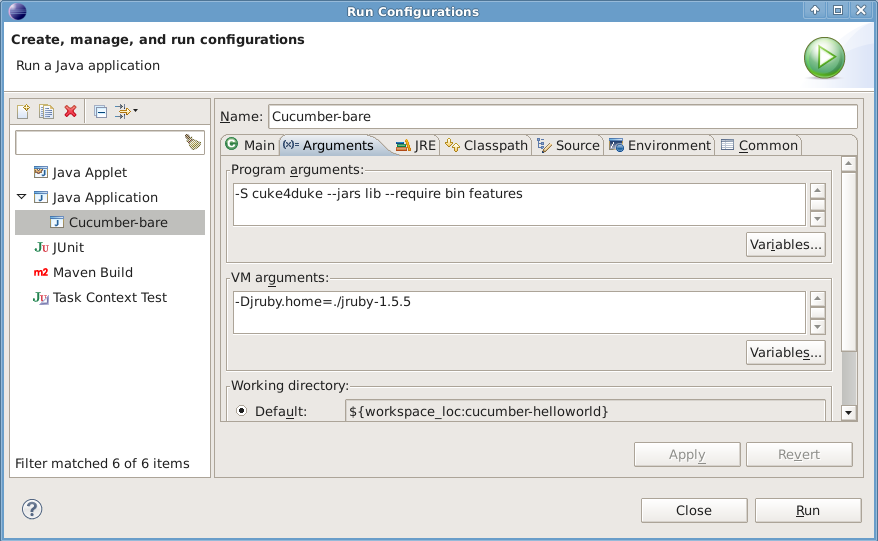 Run Configurations
Create, manage, and run configurations
Run a Java application
Name: Cucumber-bare
Main (x)= Arguments JRE Classpath Source Environment Common
Java Applet
Java Application
Cucumber-bare
JUnit
Maven Build
Task Context Test
Filter matched 6 of 6 items
Program arguments:
-S cuke4duke --jars lib --require bin features
Variables...
VM arguments:
-Djruby.home=./jruby-1.5.5
Variables...
Working directory:
Default: ${workspace_loc:cucumber-helloworld}
Apply Revert
Close Run